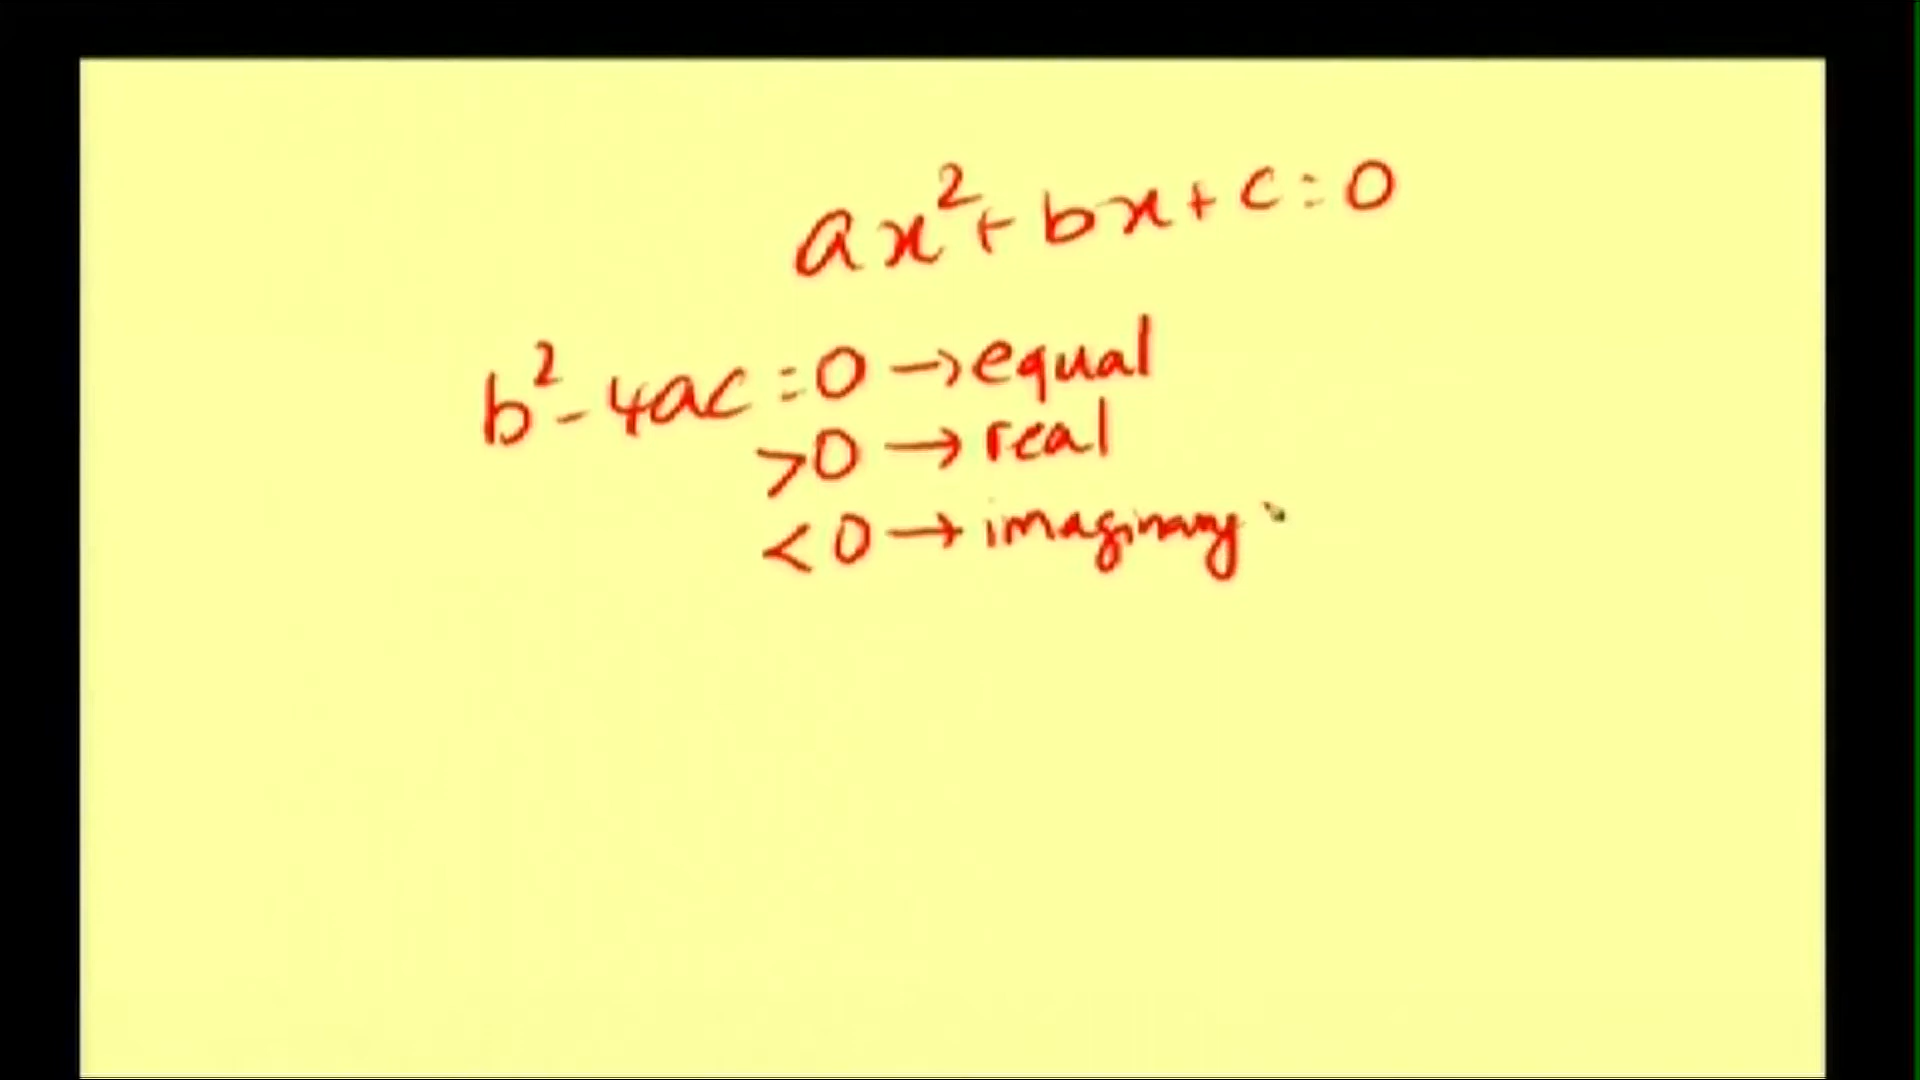 ax²+bx+c=0
b²-4ac=0→equal
>0→real
<0→imaginary